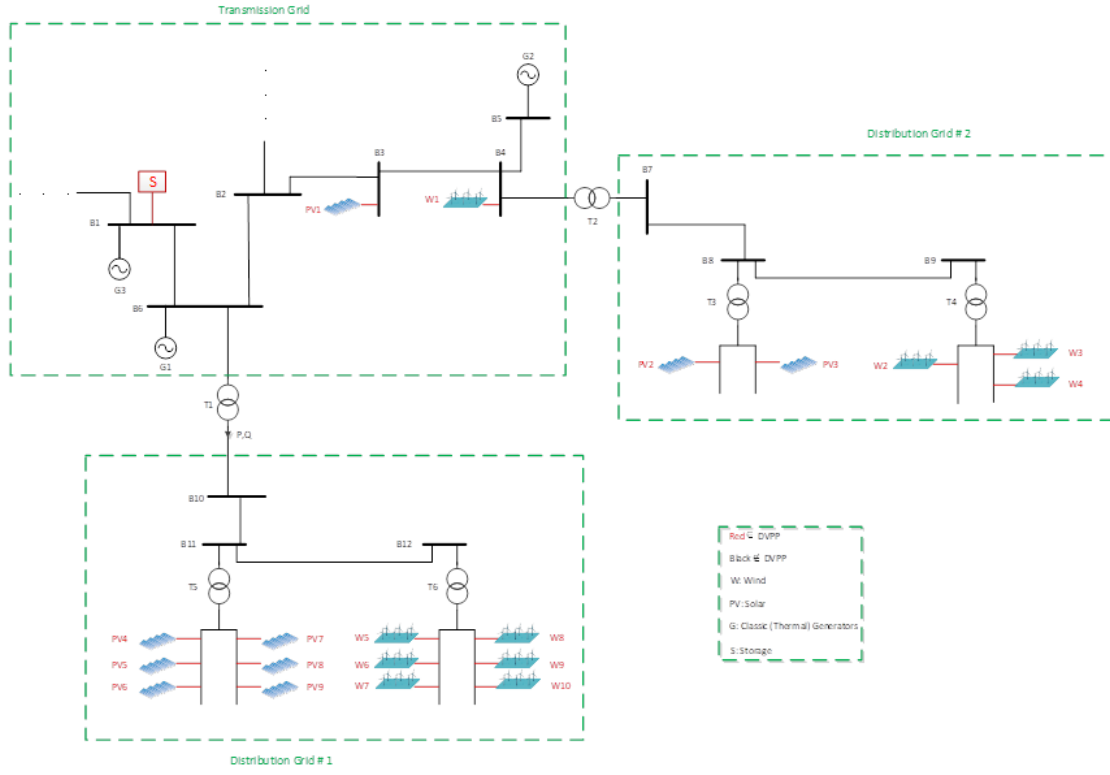 Transmission Grid
G2
B5
B3
B4
Distribution Grid # 2
S
B2
PV1
W1
B7
T2
B1
G3
B8
B9
B6
T3
T4
G1
PV2
PV3
W2
W3
W4
T1
P,Q
B10
B11
B12
T5
T6
Red ∈ DVPP
Black ∉ DVPP
W: Wind
PV: Solar
G: Classic (Thermal) Generators
S: Storage
PV4
PV7
W5
W8
PV5
PV8
W6
W9
PV6
PV9
W7
W10
Distribution Grid # 1